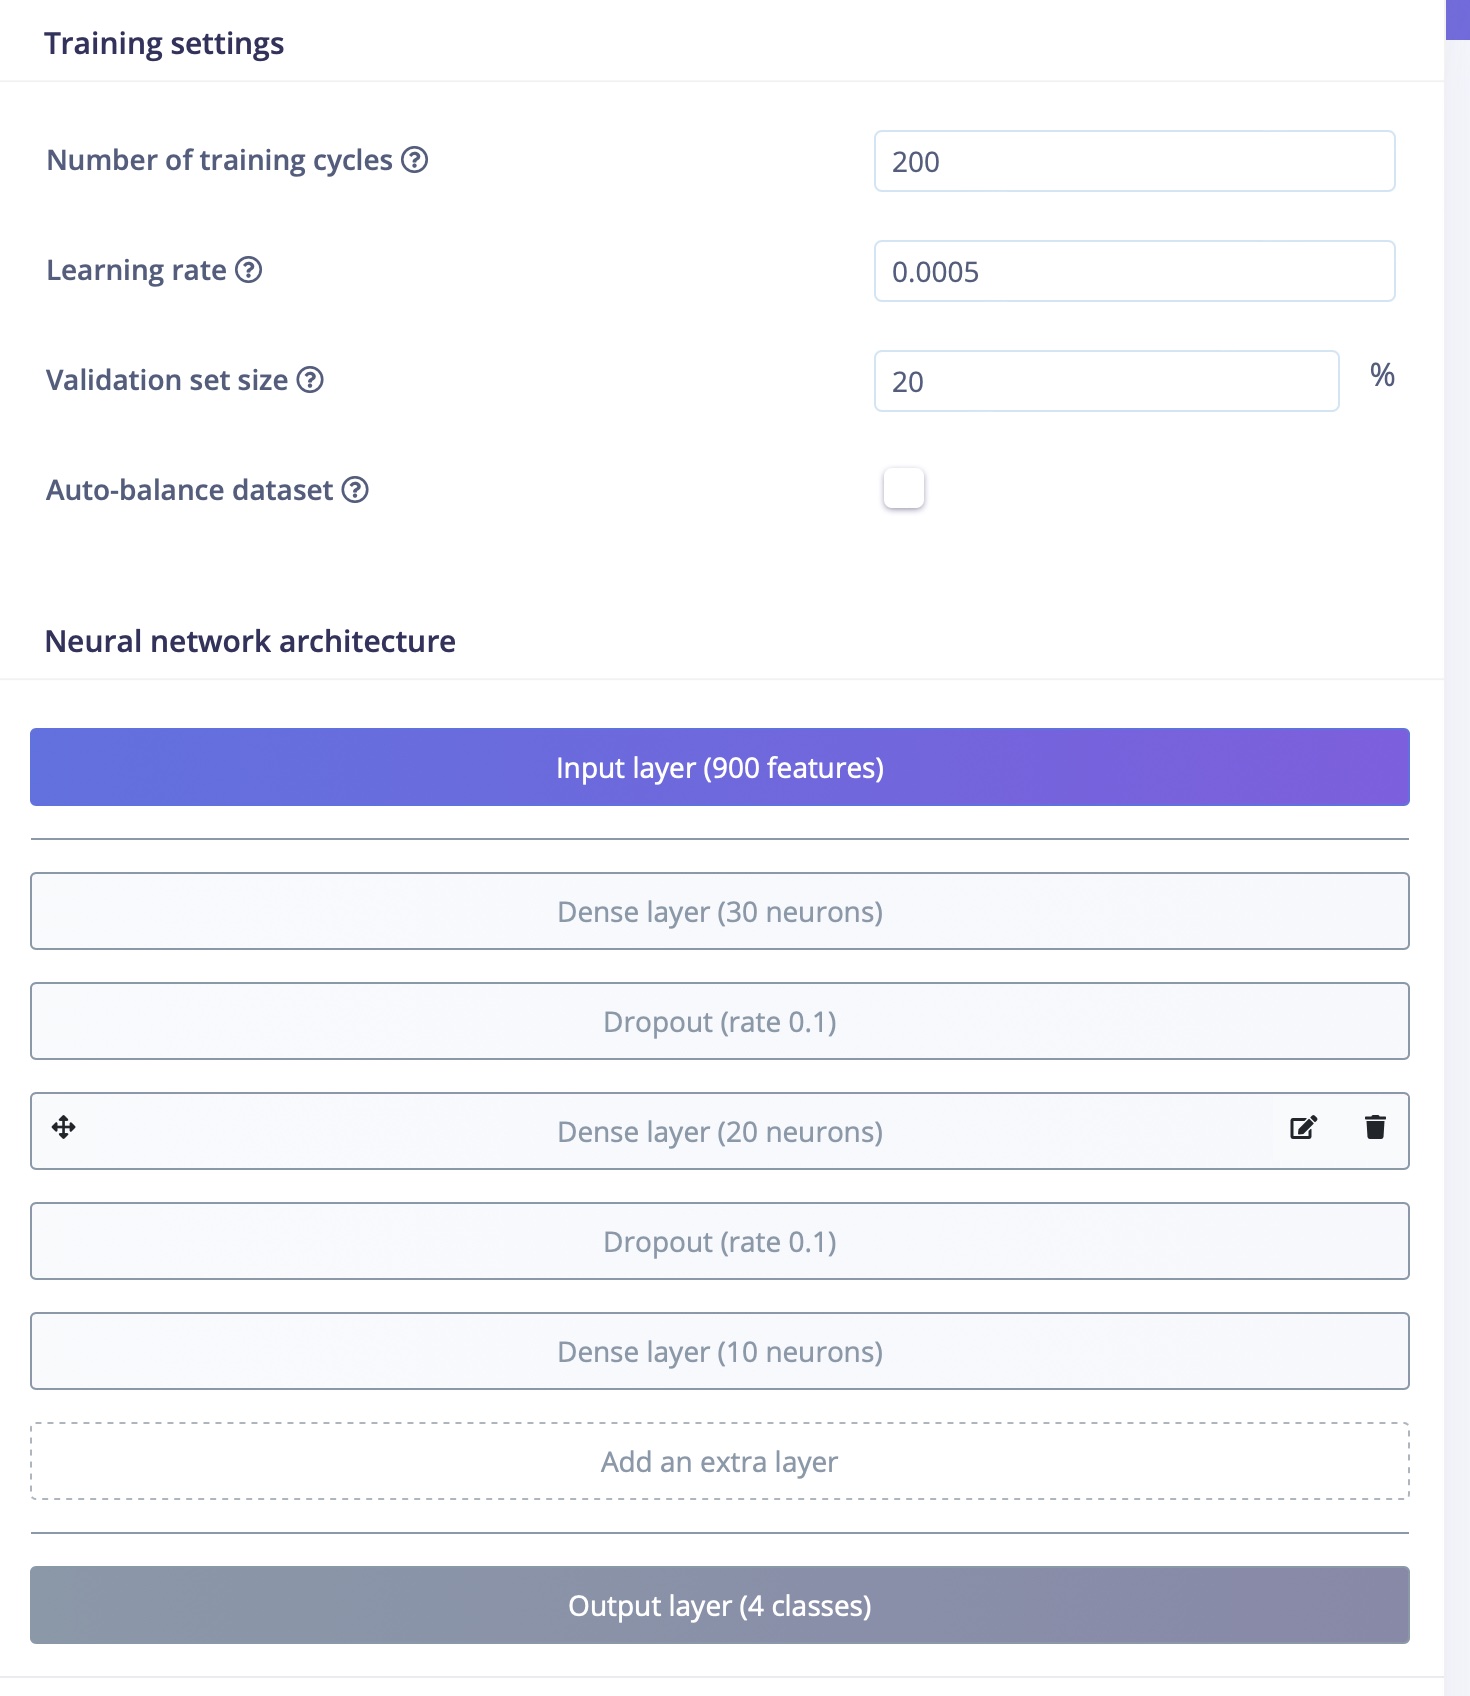 Training settings
Number of training cycles
200
Learning rate
0.0005
Validation set size
20 %
Auto-balance dataset
Neural network architecture
Input layer (900 features)
Dense layer (30 neurons)
Dropout (rate 0.1)
Dense layer (20 neurons)
Dropout (rate 0.1)
Dense layer (10 neurons)
Add an extra layer
Output layer (4 classes)